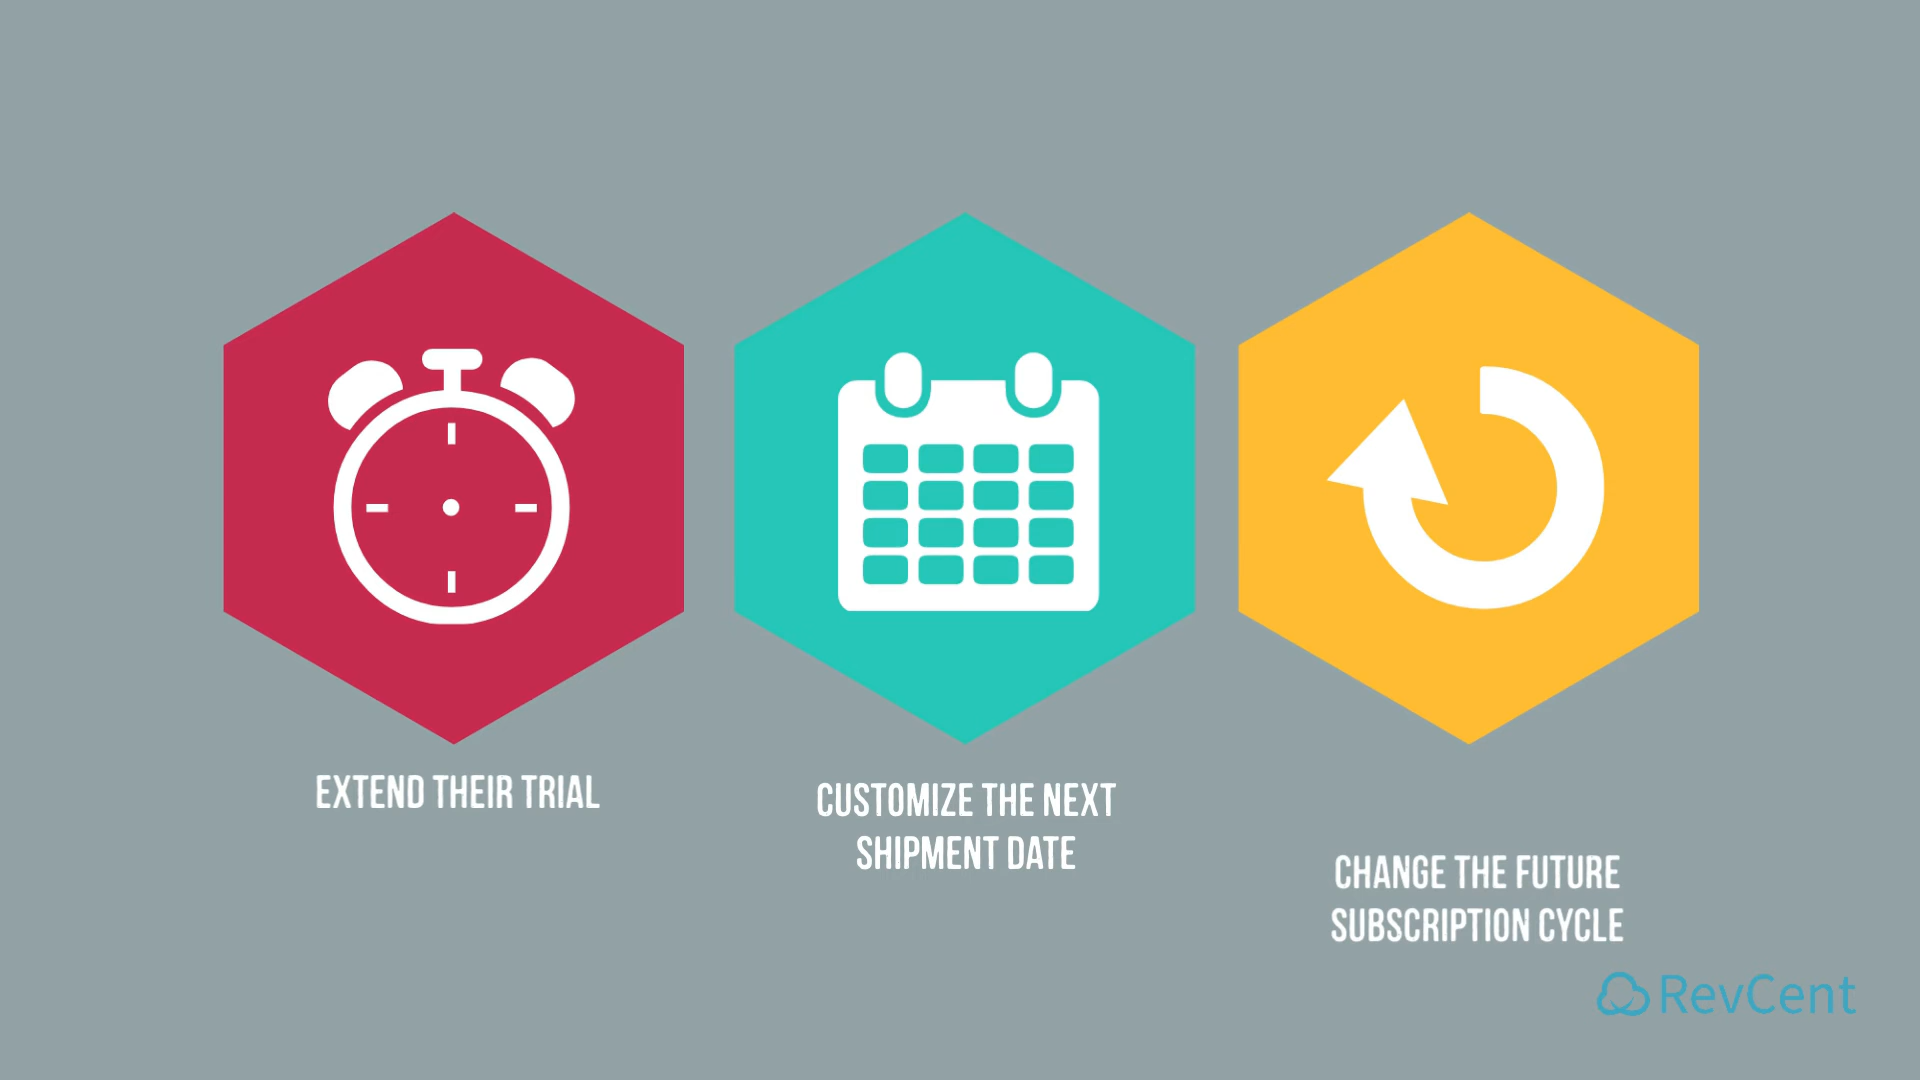 EXTEND THEIR TRIAL
CUSTOMIZE THE NEXT
SHIPMENT DATE
CHANGE THE FUTURE
SUBSCRIPTION CYCLE
RevCent